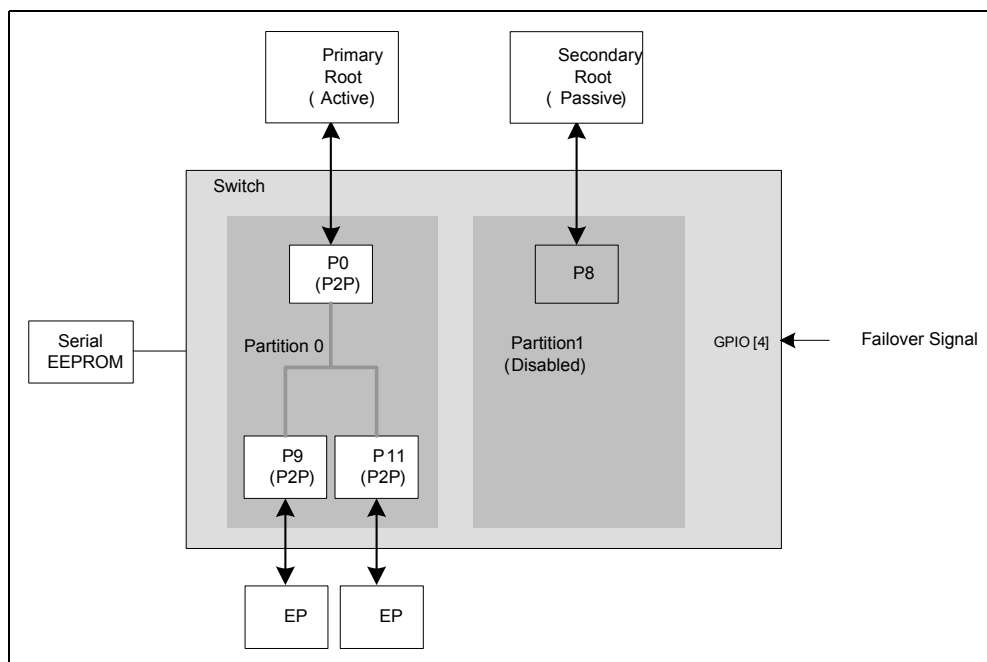 Primary
Root
( Active)
Secondary
Root
( Passive)
Switch
P0
(P2P)
P8
Serial
EEPROM
Partition 0
Partition1
(Disabled)
GPIO [4]
Failover Signal
P9
(P2P)
P11
(P2P)
EP
EP